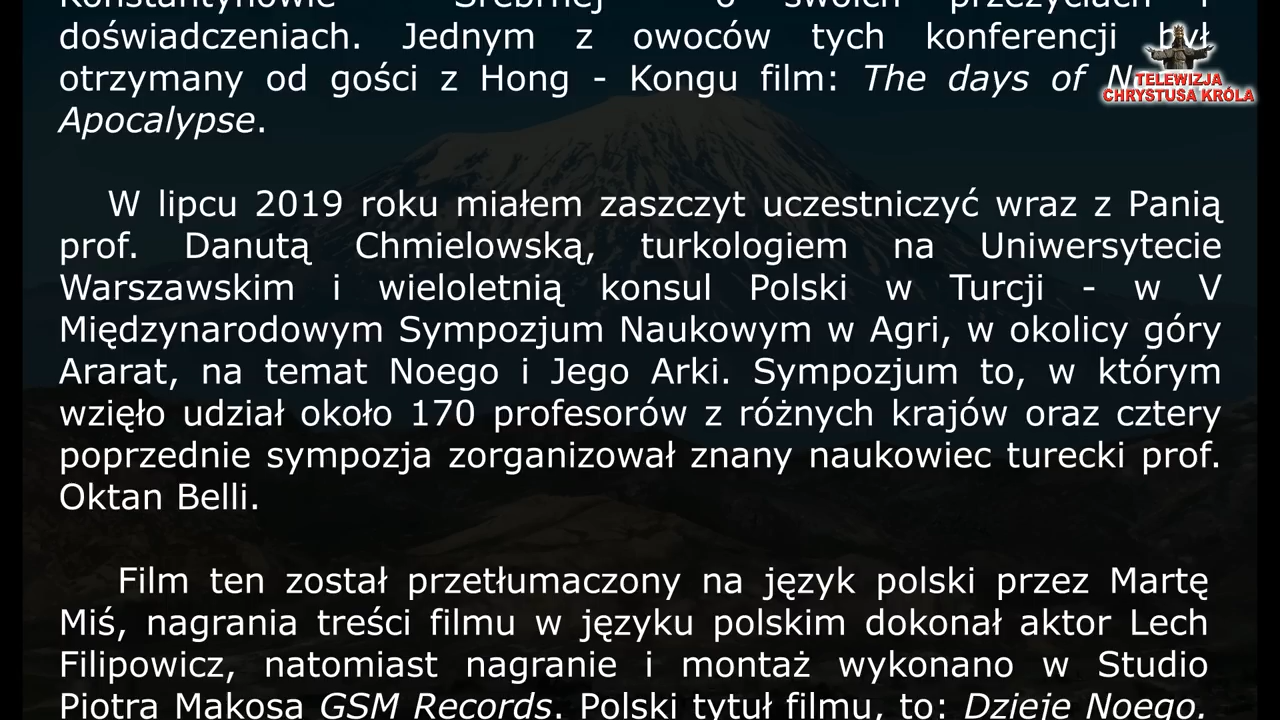 Konstantynowie - Srebrnej - o swoich przeżyciach i
doświadczeniach. Jednym z owoców tych konferencji był
otrzymany od gości z Hong - Kongu film: The days of
Apocalypse.
TELEWIZJA
CHRYSTUSA KRÓLA
W lipcu 2019 roku miałem zaszczyt uczestniczyć wraz z Panią
prof. Danutą Chmielowską, turkologiem na Uniwersytecie
Warszawskim i wieloletnią konsul Polski w Turcji - w V
Międzynarodowym Sympozjum Naukowym w Agri, w okolicy góry
Ararat, na temat Noego i Jego Arki. Sympozjum to, w którym
wzięło udział około 170 profesorów z różnych krajów oraz cztery
poprzednie sympozja zorganizował znany naukowiec turecki prof.
Oktan Belli.
Film ten został przetłumaczony na język polski przez Martę
Miś, nagrania treści filmu w języku polskim dokonał aktor Lech
Filipowicz, natomiast nagranie i montaż wykonano w Studio
Piotra Makosa GSM Records. Polski tytuł filmu, to: Dzieje Noego.